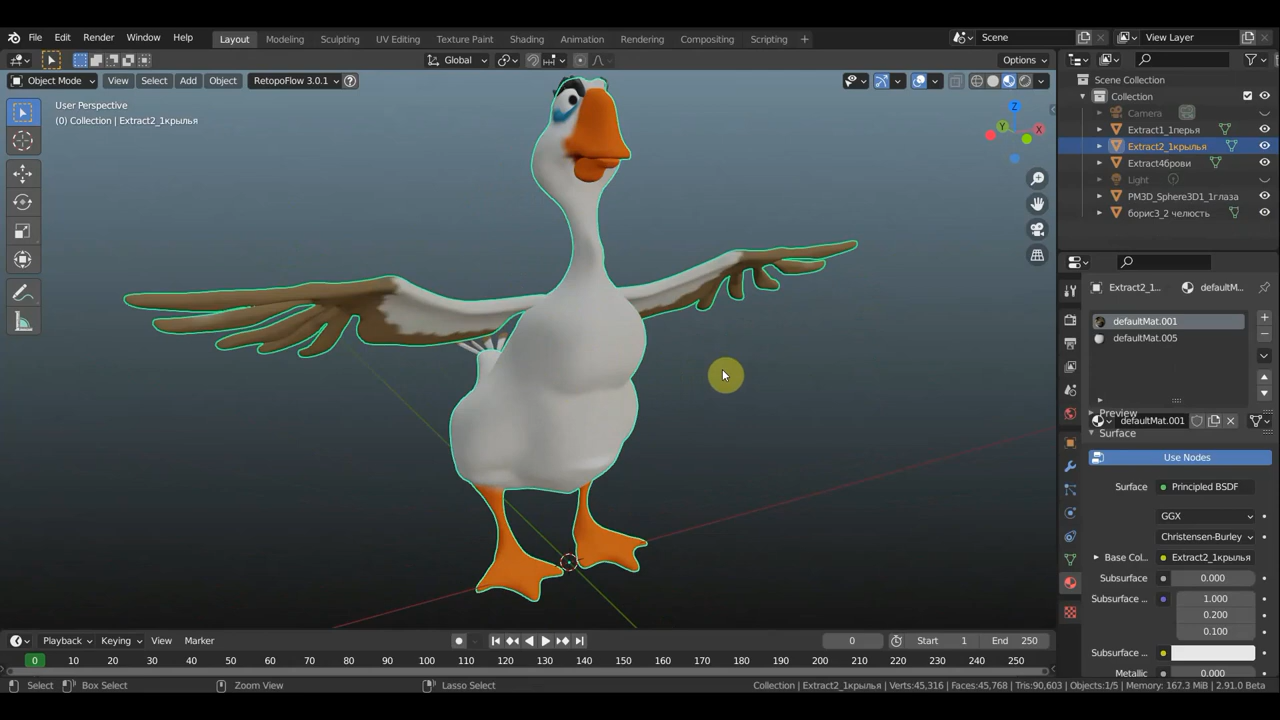 File Edit Render Window Help Layout Modeling Sculpting UV Editing Texture Paint Shading Animation Rendering Compositing Scripting + Scene View Layer
Global Options
Object Mode View Select Add Object RetopoFlow 3.0.1 ?
User Perspective
(0) Collection | Extract2_1крылья
Z
Y X
Scene Collection
Collection
Camera
Extract1_1перья
Extract2_1крылья
Extract4брови
Light
PM3D_Sphere3D1_1глаза
борис3_2 челюсть
Extract2_1... defaultM...
defaultMat.001
defaultMat.005
Preview
defaultMat.001
Surface
Use Nodes
Surface Principled BSDF
GGX
Christensen-Burley
Base Col... Extract2_1крылья
Subsurface 0.000
Subsurface ... 1.000
0.200
0.100
Subsurface ...
Metallic 0.000
Playback Keying View Marker 0 Start 1 End 250
0 10 20 30 40 50 60 70 80 90 100 110 120 130 140 150 160 170 180 190 200 210 220 230 240 250
Select Box Select Zoom View Lasso Select Collection | Extract2_1крылья | Verts:45,316 | Faces:45,768 | Tris:90,603 | Objects:1/5 | Memory: 167.3 MiB | 2.91.0 Beta